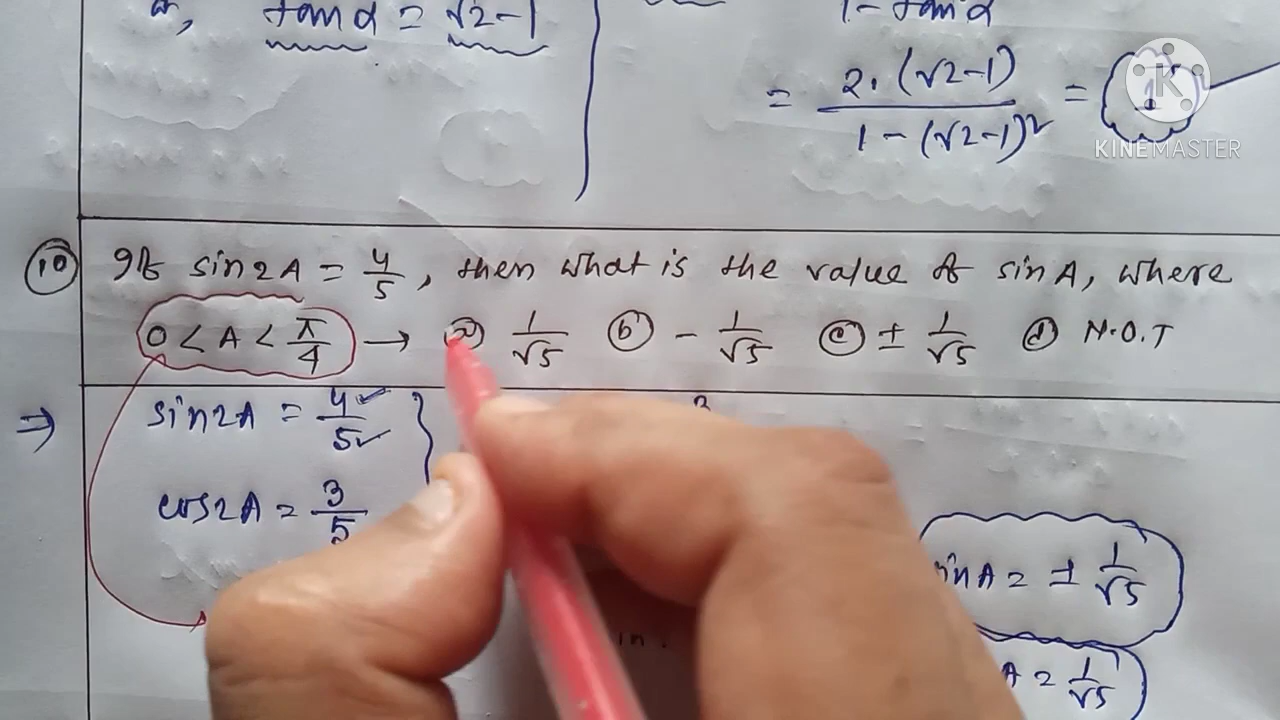 or, tan α = √2-1
1 - tan α
= 2. (√2-1) / 1 - (√2-1)² = 1
KINEMASTER
(10) If sin2A = 4/5, then what is the value of sinA, where
0 < A < π/4 → (a) 1/√5 (b) - 1/√5 (c) ± 1/√5 (d) N.O.T
⇒ sin2A = 4/5
cos2A = 3/5
sinA = ± 1/√5
A = 1/√5